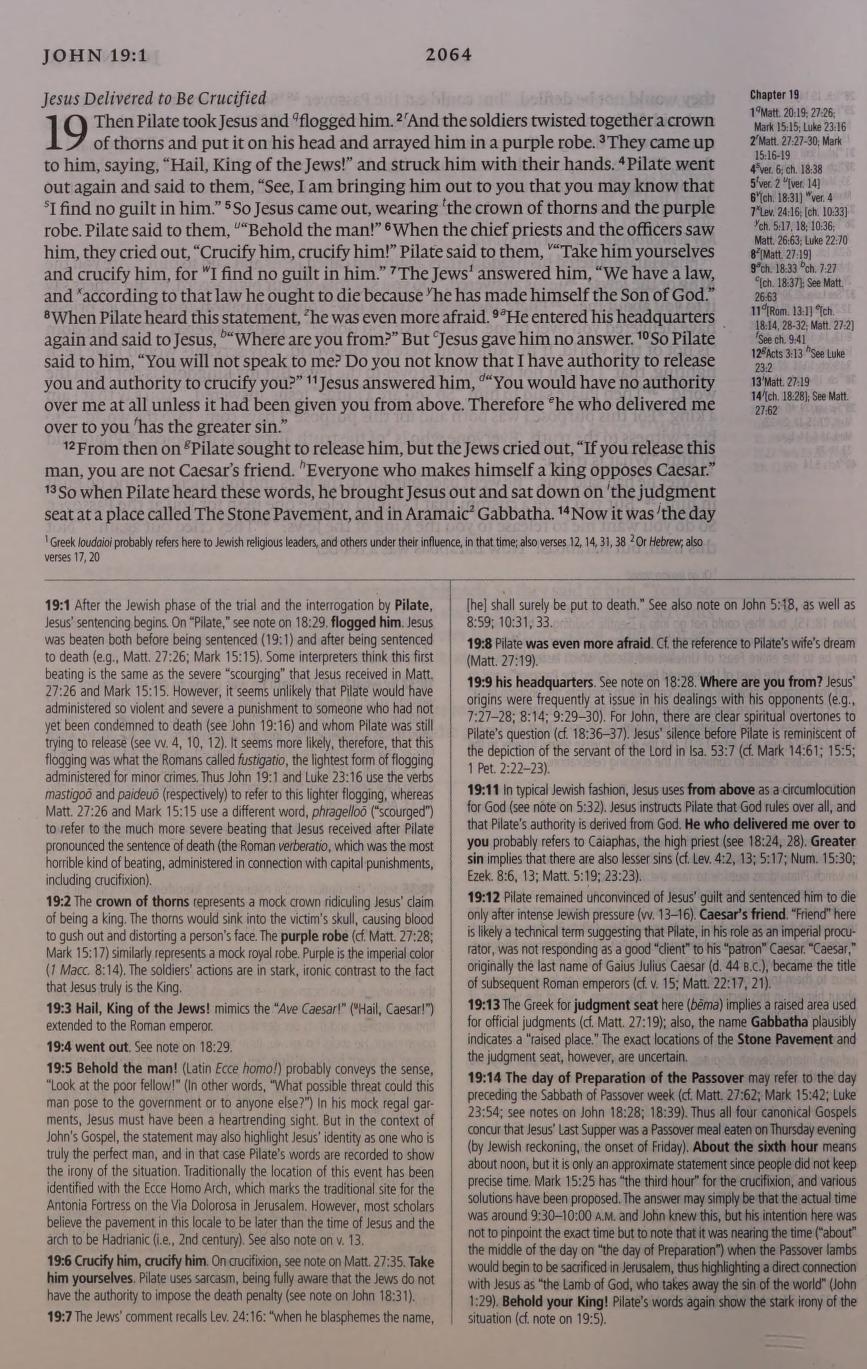 JOHN 19:1
2064
Jesus Delivered to Be Crucified
19 Then Pilate took Jesus and qflogged him. 2rAnd the soldiers twisted together a crown
of thorns and put it on his head and arrayed him in a purple robe. 3They came up
to him, saying, “Hail, King of the Jews!” and struck him with their hands. 4Pilate went
out again and said to them, “See, I am bringing him out to you that you may know that
sI find no guilt in him.” 5So Jesus came out, wearing tthe crown of thorns and the purple
robe. Pilate said to them, u“Behold the man!” 6When the chief priests and the officers saw
him, they cried out, “Crucify him, crucify him!” Pilate said to them, v“Take him yourselves
and crucify him, for wI find no guilt in him.” 7The Jews1 answered him, “We have a law,
and xaccording to that law he ought to die because yhe has made himself the Son of God.”
8When Pilate heard this statement, zhe was even more afraid. 9aHe entered his headquarters
again and said to Jesus, b“Where are you from?” But cJesus gave him no answer. 10So Pilate
said to him, “You will not speak to me? Do you not know that I have authority to release
you and authority to crucify you?” 11Jesus answered him, d“You would have no authority
over me at all unless it had been given you from above. Therefore ehe who delivered me
over to you fhas the greater sin.”
12From then on gPilate sought to release him, but the Jews cried out, “If you release this
man, you are not Caesar’s friend. hEveryone who makes himself a king opposes Caesar.”
13So when Pilate heard these words, he brought Jesus out and sat down on ithe judgment
seat at a place called The Stone Pavement, and in Aramaic2 Gabbatha. 14Now it was jthe day
Chapter 19
1qMatt. 20:19; 27:26;
Mark 15:15; Luke 23:16
2rMatt. 27:27-30; Mark
15:16-19
4sver. 6; ch. 18:38
5tver. 2 u[ver. 14]
6v[ch. 18:31] wver. 4
7xLev. 24:16; [ch. 10:33]
ych. 5:17, 18; 10:36;
Matt. 26:63; Luke 22:70
8z[Matt. 27:19]
9ach. 18:33 bch. 7:27
c[ch. 18:37]; See Matt.
26:63
11d[Rom. 13:1] e[ch.
18:14, 28-32; Matt. 27:2]
fSee ch. 9:41
12gActs 3:13 hSee Luke
23:2
13iMatt. 27:19
14j[ch. 18:28]; See Matt.
27:62
1 Greek Ioudaioi probably refers here to Jewish religious leaders, and others under their influence, in that time; also verses 12, 14, 31, 38 2 Or Hebrew; also
verses 17, 20
19:1 After the Jewish phase of the trial and the interrogation by Pilate,
Jesus’ sentencing begins. On “Pilate,” see note on 18:29. flogged him. Jesus
was beaten both before being sentenced (19:1) and after being sentenced
to death (e.g., Matt. 27:26; Mark 15:15). Some interpreters think this first
beating is the same as the severe “scourging” that Jesus received in Matt.
27:26 and Mark 15:15. However, it seems unlikely that Pilate would have
administered so violent and severe a punishment to someone who had not
yet been condemned to death (see John 19:16) and whom Pilate was still
trying to release (see vv. 4, 10, 12). It seems more likely, therefore, that this
flogging was what the Romans called fustigatio, the lightest form of flogging
administered for minor crimes. Thus John 19:1 and Luke 23:16 use the verbs
mastigoō and paideuō (respectively) to refer to this lighter flogging, whereas
Matt. 27:26 and Mark 15:15 use a different word, phragelloō (“scourged”)
to refer to the much more severe beating that Jesus received after Pilate
pronounced the sentence of death (the Roman verberatio, which was the most
horrible kind of beating, administered in connection with capital punishments,
including crucifixion).
19:2 The crown of thorns represents a mock crown ridiculing Jesus’ claim
of being a king. The thorns would sink into the victim’s skull, causing blood
to gush out and distorting a person’s face. The purple robe (cf. Matt. 27:28;
Mark 15:17) similarly represents a mock royal robe. Purple is the imperial color
(1 Macc. 8:14). The soldiers’ actions are in stark, ironic contrast to the fact
that Jesus truly is the King.
19:3 Hail, King of the Jews! mimics the “Ave Caesar!” (“Hail, Caesar!”)
extended to the Roman emperor.
19:4 went out. See note on 18:29.
19:5 Behold the man! (Latin Ecce homo!) probably conveys the sense,
“Look at the poor fellow!” (In other words, “What possible threat could this
man pose to the government or to anyone else?”) In his mock regal gar-
ments, Jesus must have been a heartrending sight. But in the context of
John’s Gospel, the statement may also highlight Jesus’ identity as one who is
truly the perfect man, and in that case Pilate’s words are recorded to show
the irony of the situation. Traditionally the location of this event has been
identified with the Ecce Homo Arch, which marks the traditional site for the
Antonia Fortress on the Via Dolorosa in Jerusalem. However, most scholars
believe the pavement in this locale to be later than the time of Jesus and the
arch to be Hadrianic (i.e., 2nd century). See also note on v. 13.
19:6 Crucify him, crucify him. On crucifixion, see note on Matt. 27:35. Take
him yourselves. Pilate uses sarcasm, being fully aware that the Jews do not
have the authority to impose the death penalty (see note on John 18:31).
19:7 The Jews’ comment recalls Lev. 24:16: “when he blasphemes the name,
[he] shall surely be put to death.” See also note on John 5:18, as well as
8:59; 10:31, 33.
19:8 Pilate was even more afraid. Cf. the reference to Pilate’s wife’s dream
(Matt. 27:19).
19:9 his headquarters. See note on 18:28. Where are you from? Jesus’
origins were frequently at issue in his dealings with his opponents (e.g.,
7:27–28; 8:14; 9:29–30). For John, there are clear spiritual overtones to
Pilate’s question (cf. 18:36–37). Jesus’ silence before Pilate is reminiscent of
the depiction of the servant of the Lord in Isa. 53:7 (cf. Mark 14:61; 15:5;
1 Pet. 2:22–23).
19:11 In typical Jewish fashion, Jesus uses from above as a circumlocution
for God (see note on 5:32). Jesus instructs Pilate that God rules over all, and
that Pilate’s authority is derived from God. He who delivered me over to
you probably refers to Caiaphas, the high priest (see 18:24, 28). Greater
sin implies that there are also lesser sins (cf. Lev. 4:2, 13; 5:17; Num. 15:30;
Ezek. 8:6, 13; Matt. 5:19; 23:23).
19:12 Pilate remained unconvinced of Jesus’ guilt and sentenced him to die
only after intense Jewish pressure (vv. 13–16). Caesar’s friend. “Friend” here
is likely a technical term suggesting that Pilate, in his role as an imperial procu-
rator, was not responding as a good “client” to his “patron” Caesar. “Caesar,”
originally the last name of Gaius Julius Caesar (d. 44 B.C.), became the title
of subsequent Roman emperors (cf. v. 15; Matt. 22:17, 21).
19:13 The Greek for judgment seat here (bēma) implies a raised area used
for official judgments (cf. Matt. 27:19); also, the name Gabbatha plausibly
indicates a “raised place.” The exact locations of the Stone Pavement and
the judgment seat, however, are uncertain.
19:14 The day of Preparation of the Passover may refer to the day
preceding the Sabbath of Passover week (cf. Matt. 27:62; Mark 15:42; Luke
23:54; see notes on John 18:28; 18:39). Thus all four canonical Gospels
concur that Jesus’ Last Supper was a Passover meal eaten on Thursday evening
(by Jewish reckoning, the onset of Friday). About the sixth hour means
about noon, but it is only an approximate statement since people did not keep
precise time. Mark 15:25 has “the third hour” for the crucifixion, and various
solutions have been proposed. The answer may simply be that the actual time
was around 9:30–10:00 A.M. and John knew this, but his intention here was
not to pinpoint the exact time but to note that it was nearing the time (“about”
the middle of the day on “the day of Preparation”) when the Passover lambs
would begin to be sacrificed in Jerusalem, thus highlighting a direct connection
with Jesus as “the Lamb of God, who takes away the sin of the world” (John
1:29). Behold your King! Pilate’s words again show the stark irony of the
situation (cf. note on 19:5).